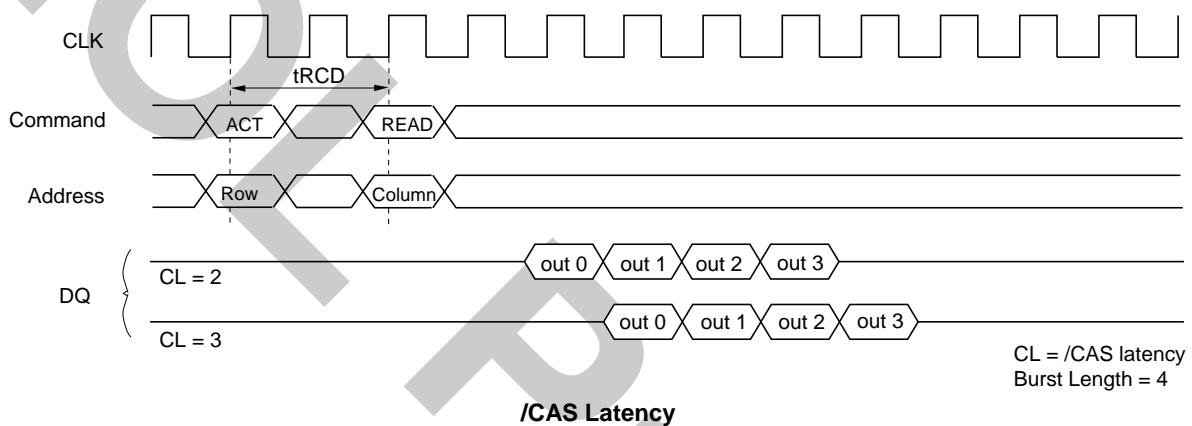 CLK
tRCD
Command ACT READ
Address Row Column
DQ
CL = 2 out 0 out 1 out 2 out 3
CL = 3 out 0 out 1 out 2 out 3
CL = /CAS latency
Burst Length = 4
/CAS Latency